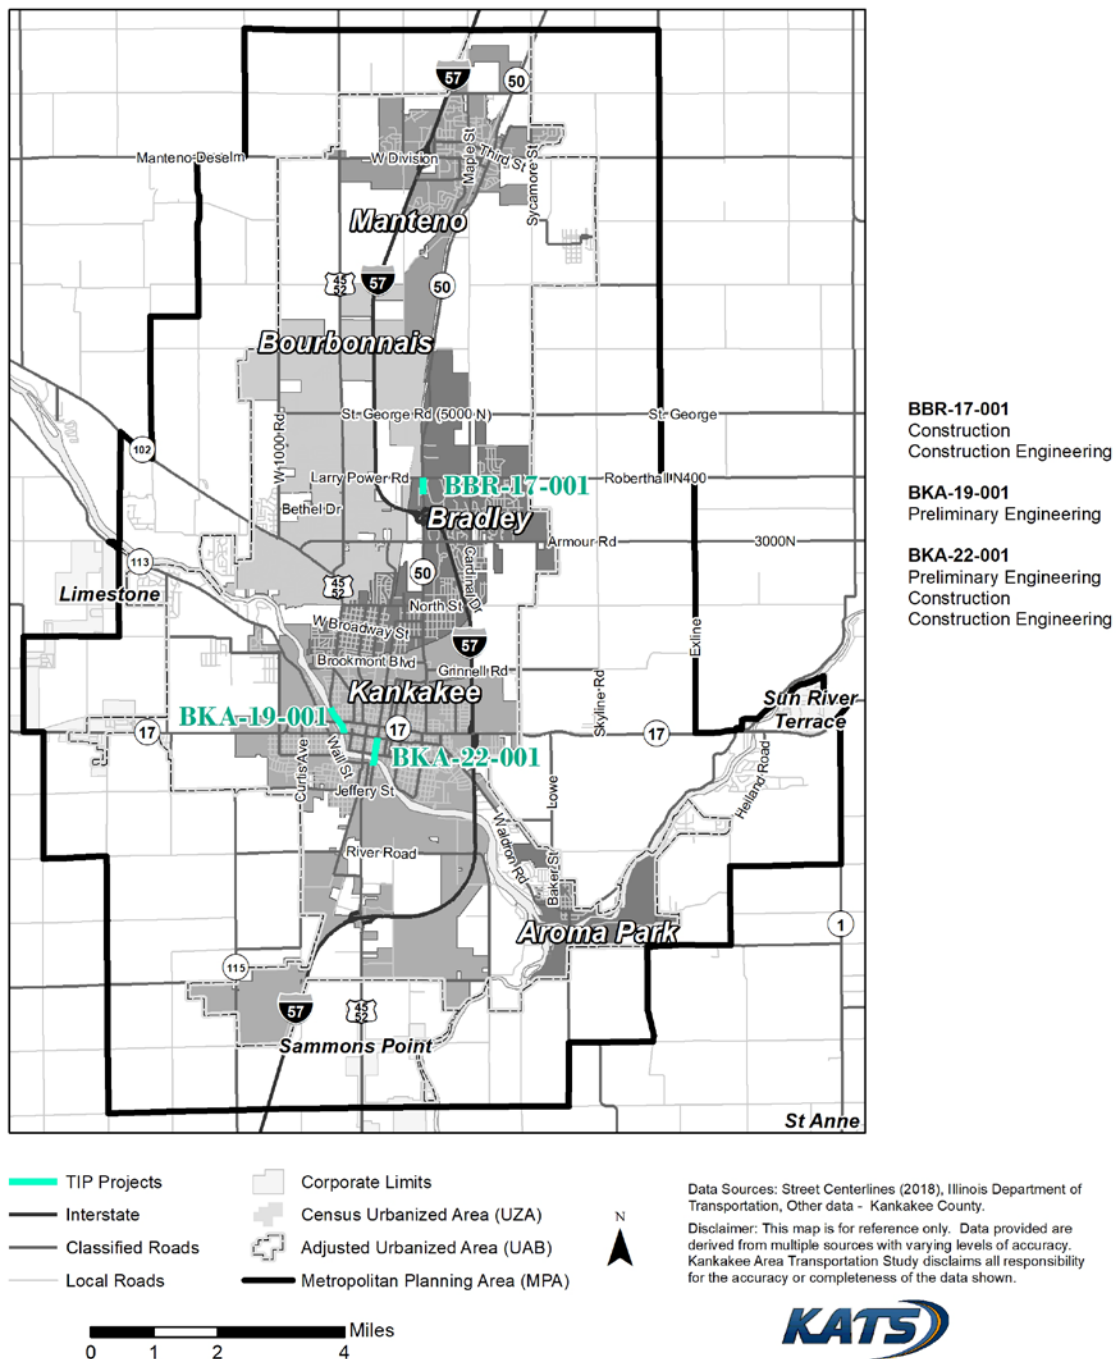 57
50
Manteno Deselm
W Division
Maple St
Third St
Sycamore St
Manteno
45
52
57
50
Bourbonnais
W 1000 Rd
St. George Rd (5000 N)
St. George
102
Larry Power Rd
BBR-17-001
Roberthall N400
Bethel Dr
Bradley
Armour Rd
3000N
113
Limestone
45
52
50
Cardinal Dr
North St
W Broadway St
57
Exline
Brookmont Blvd
Grinnell Rd
Kankakee
Skyline Rd
Sun River
Terrace
BKA-19-001
17
17
17
Wall St
BKA-22-001
Curtis Ave
Jeffery St
Lowe
Helland Road
River Road
Waldron Rd
Baker St
Aroma Park
1
115
57
45
52
Sammons Point
St Anne
BBR-17-001
Construction
Construction Engineering
BKA-19-001
Preliminary Engineering
BKA-22-001
Preliminary Engineering
Construction
Construction Engineering
TIP Projects
Interstate
Classified Roads
Local Roads
Corporate Limits
Census Urbanized Area (UZA)
Adjusted Urbanized Area (UAB)
Metropolitan Planning Area (MPA)
N
Data Sources: Street Centerlines (2018), Illinois Department of
Transportation, Other data - Kankakee County.
Disclaimer: This map is for reference only. Data provided are
derived from multiple sources with varying levels of accuracy.
Kankakee Area Transportation Study disclaims all responsibility
for the accuracy or completeness of the data shown.
Miles
0 1 2 4
KATS